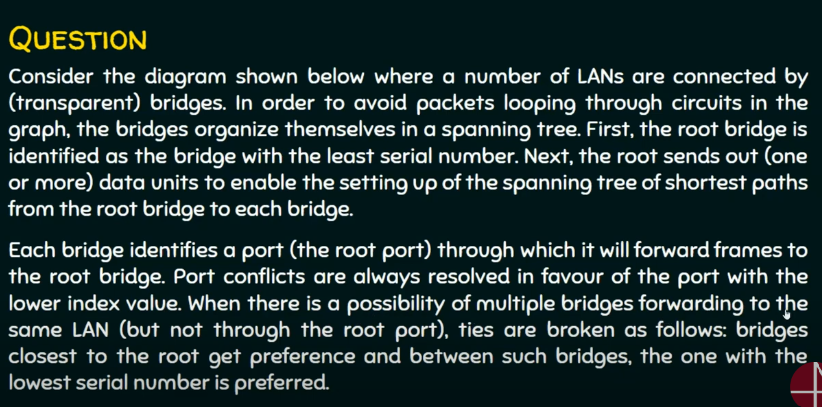 QUESTION
Consider the diagram shown below where a number of LANs are connected by
(transparent) bridges. In order to avoid packets looping through circuits in the
graph, the bridges organize themselves in a spanning tree. First, the root bridge is
identified as the bridge with the least serial number. Next, the root sends out (one
or more) data units to enable the setting up of the spanning tree of shortest paths
from the root bridge to each bridge.
Each bridge identifies a port (the root port) through which it will forward frames to
the root bridge. Port conflicts are always resolved in favour of the port with the
lower index value. When there is a possibility of multiple bridges forwarding to the
same LAN (but not through the root port), ties are broken as follows: bridges
closest to the root get preference and between such bridges, the one with the
lowest serial number is preferred.